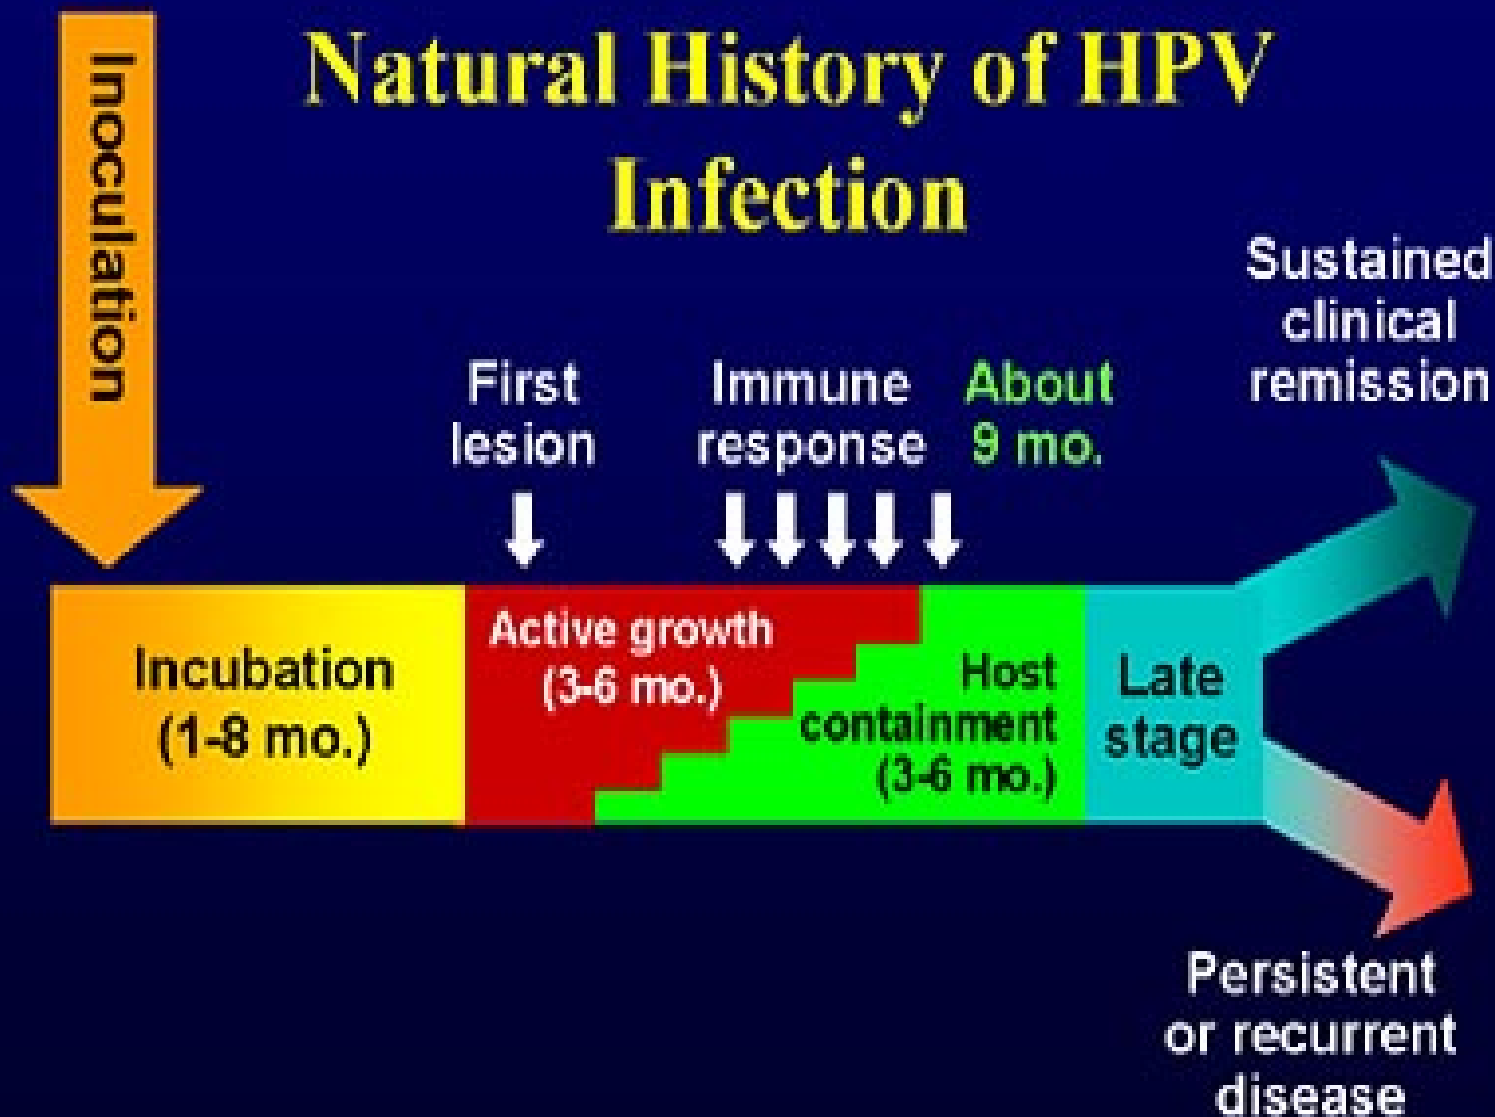 Inoculation
Natural History of HPV
Infection
First
lesion
Immune
response
About
9 mo.
Sustained
clinical
remission
Incubation
(1-8 mo.)
Active growth
(3-6 mo.)
Host
containment
(3-6 mo.)
Late
stage
Persistent
or recurrent
disease